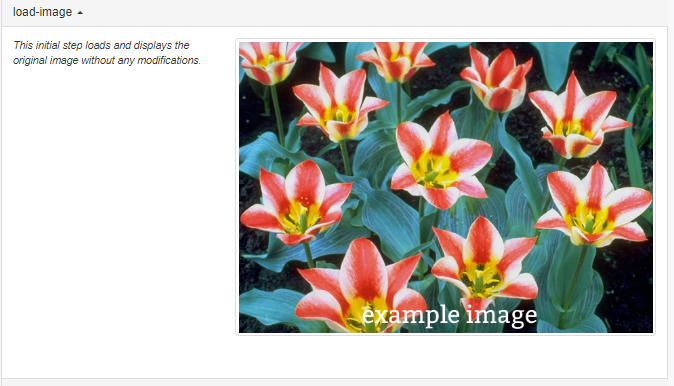 load-image
This initial step loads and displays the
original image without any modifications.
example image